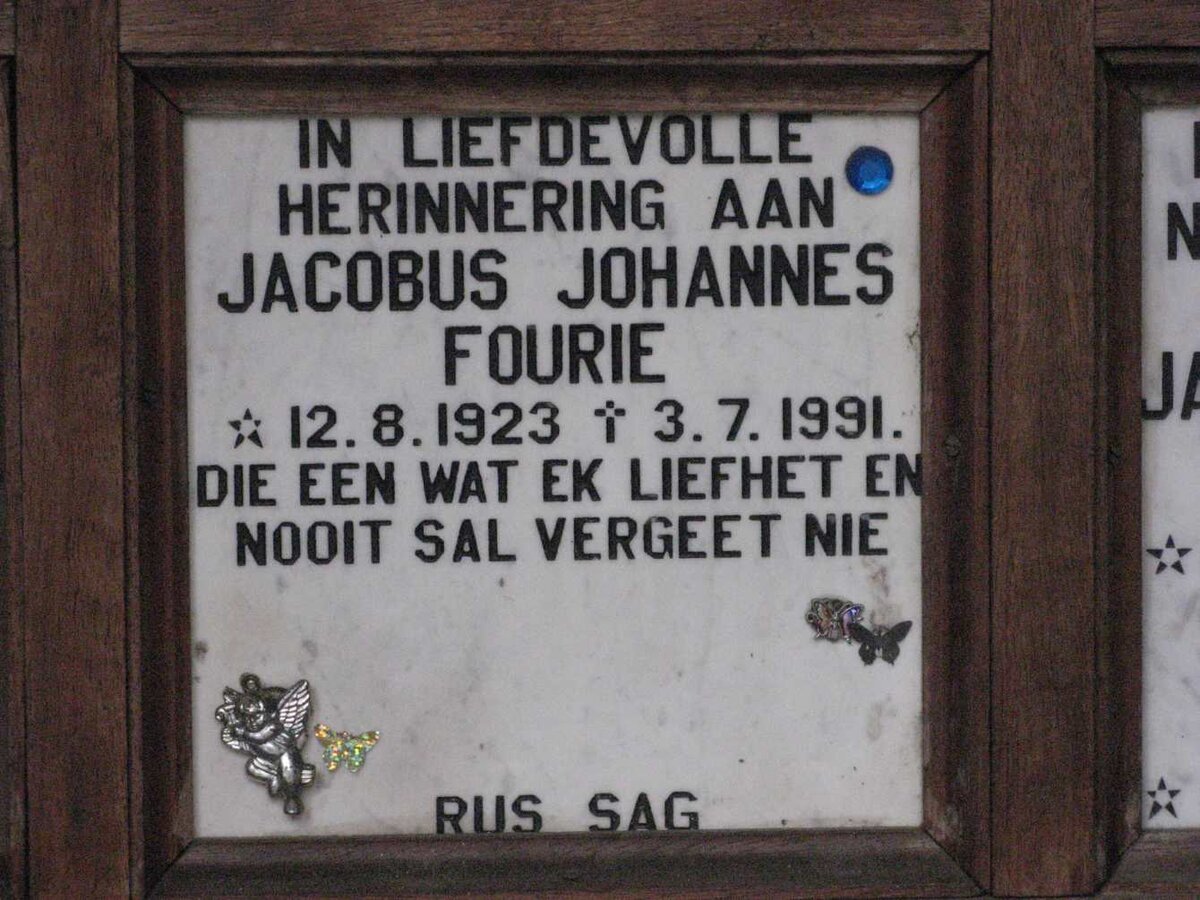 IN LIEFDEVOLLE
HERINNERING AAN
JACOBUS JOHANNES
FOURIE
☆ 12.8.1923 ✝ 3.7.1991.
DIE EEN WAT EK LIEFHET EN
NOOIT SAL VERGEET NIE
RUS SAG
JA